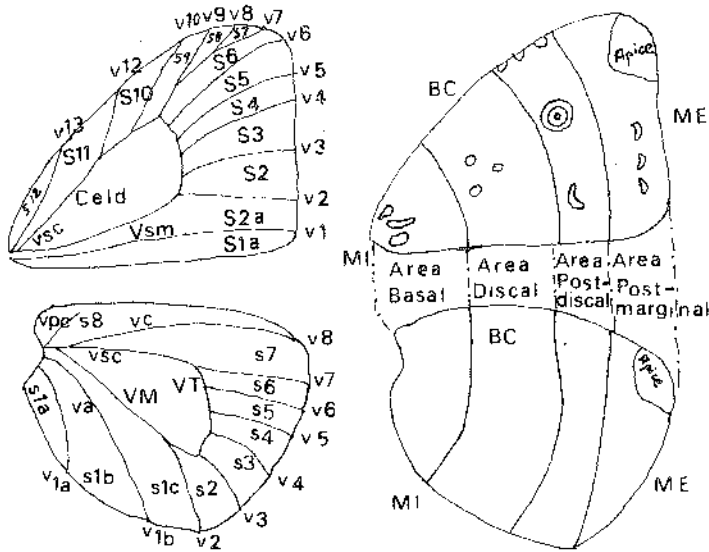 v10 v9 v8 v7
v6
v5
v4
v3
v2
v1
v12
v13
S12
S11
S10
S9
S8
S7
S6
S5
S4
S3
S2
S2a
S1a
Celd
vsc
Vsm
BC
Apice
ME
MI
Area Basal
Area Discal
Area Post-discal
Area Post-marginal
BC
Apice
MI
ME
vpc s8 vc
v8
vsc
s7
v7
s6
v6
s5
v5
s4
v4
s3
v3
s2
v2
s1c
v1b
s1b
v1a
s1a
va
VM
VT